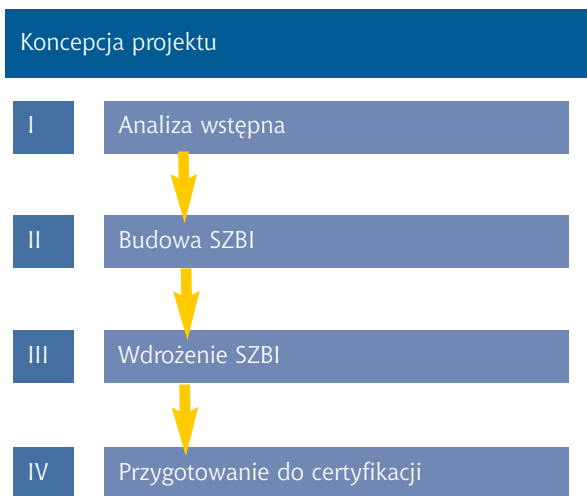 Koncepcja projektu
I Analiza wstępna
II Budowa SZBI
III Wdrożenie SZBI
IV Przygotowanie do certyfikacji